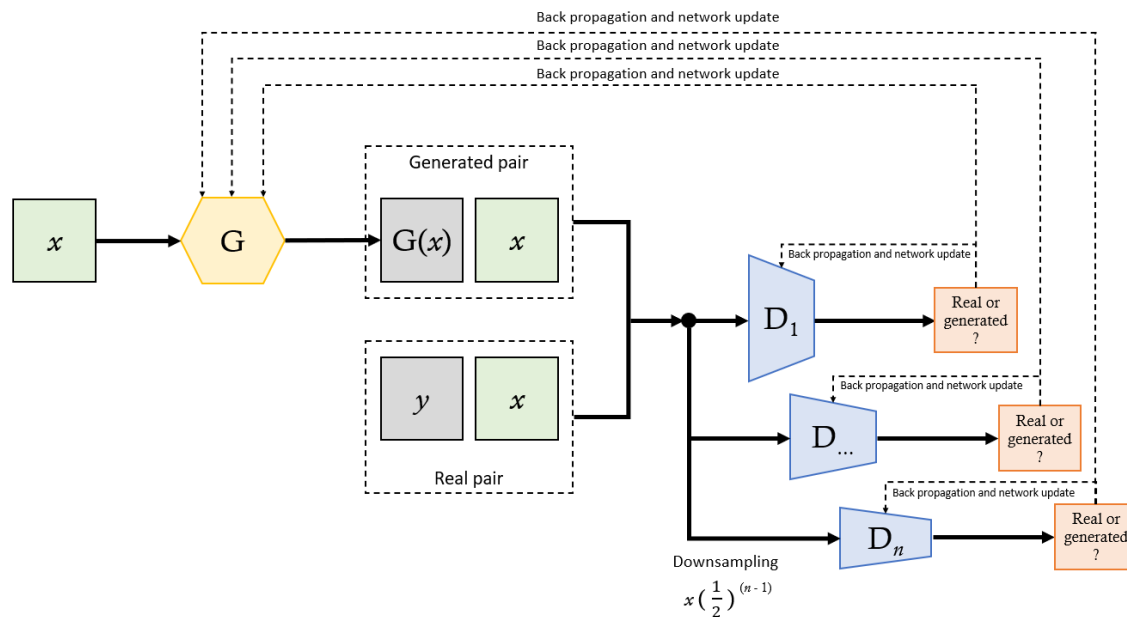 Back propagation and network update
Back propagation and network update
Back propagation and network update
Generated pair
x
G
G(x)
x
Back propagation and network update
D1
Real or
generated
?
y
x
Real pair
Back propagation and network update
D...
Real or
generated
?
Back propagation and network update
Dn
Real or
generated
?
Downsampling
x(1/2)^(n - 1)